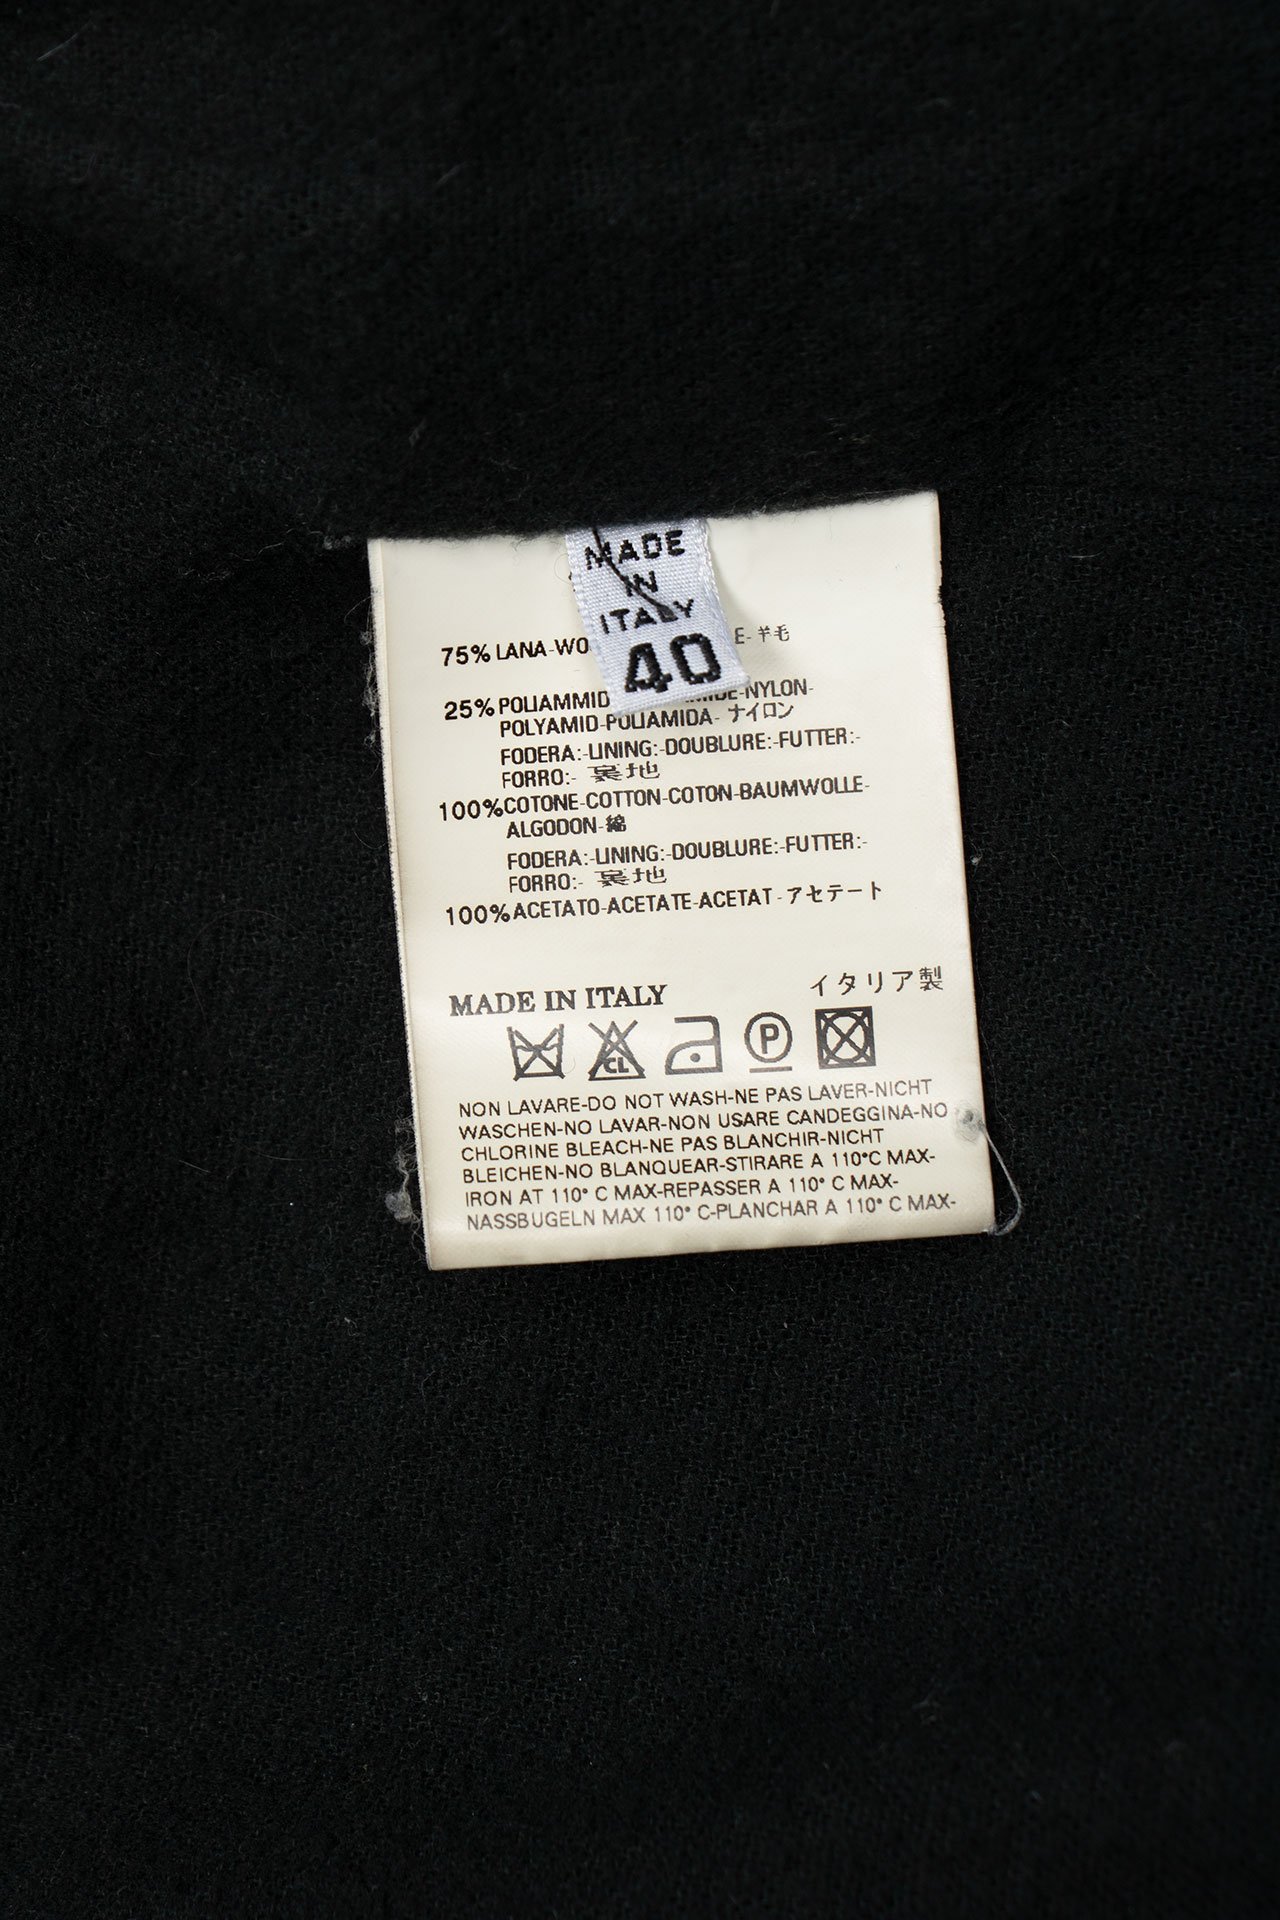 MADE
IN
ITALY
40
75% LANA-WO
E-羊毛
25% POLIAMMID
-NYLON-
POLYAMID-POLIAMIDA- ナイロン
FODERA:-LINING:-DOUBLURE:-FUTTER:-
FORRO:- 裏地
100%COTONE-COTTON-COTON-BAUMWOLLE-
ALGODON-綿
FODERA:-LINING:-DOUBLURE:-FUTTER:-
FORRO:- 裏地
100%ACETATO-ACETATE-ACETAT-アセテート
MADE IN ITALY イタリア製
CL P
NON LAVARE-DO NOT WASH-NE PAS LAVER-NICHT
WASCHEN-NO LAVAR-NON USARE CANDEGGINA-NO
CHLORINE BLEACH-NE PAS BLANCHIR-NICHT
BLEICHEN-NO BLANQUEAR-STIRARE A 110°C MAX-
IRON AT 110° C MAX-REPASSER A 110° C MAX-
NASSBUGELN MAX 110° C-PLANCHAR A 110° C MAX-